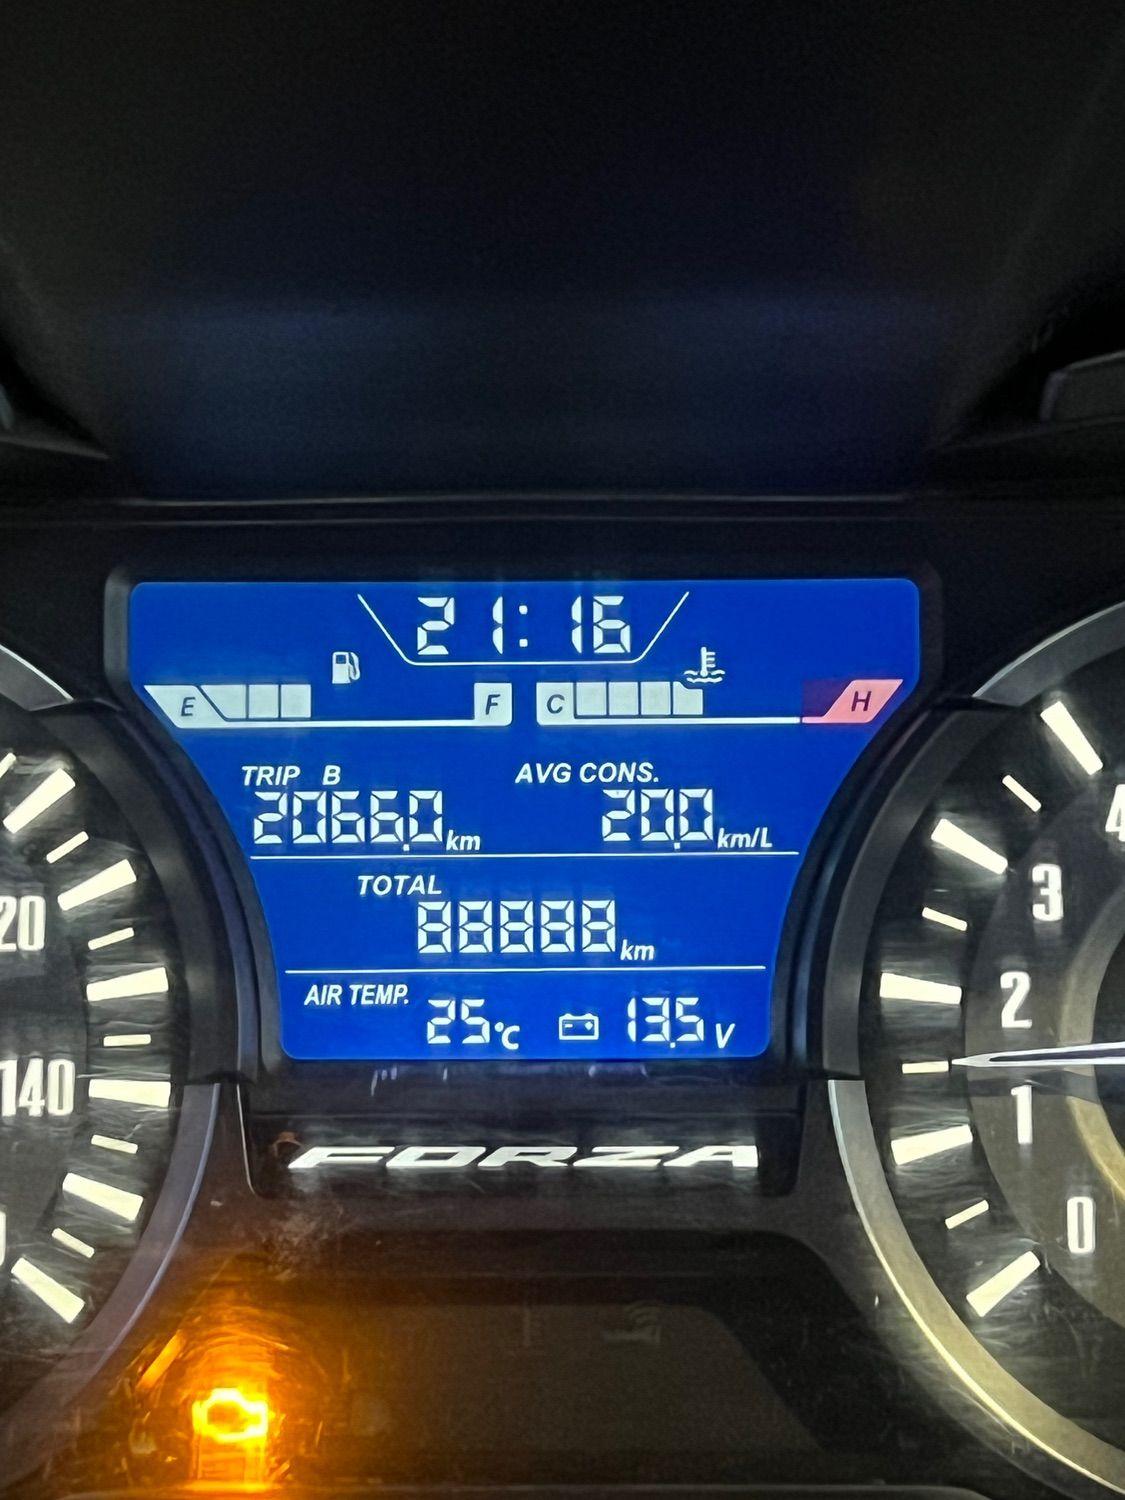 21:16
E F C H
TRIP B AVG CONS.
2066.0 km 20.0 km/L
TOTAL
88888 km
AIR TEMP. 25°C 13.5 V
FORZA
20
140
4
3
2
1
0